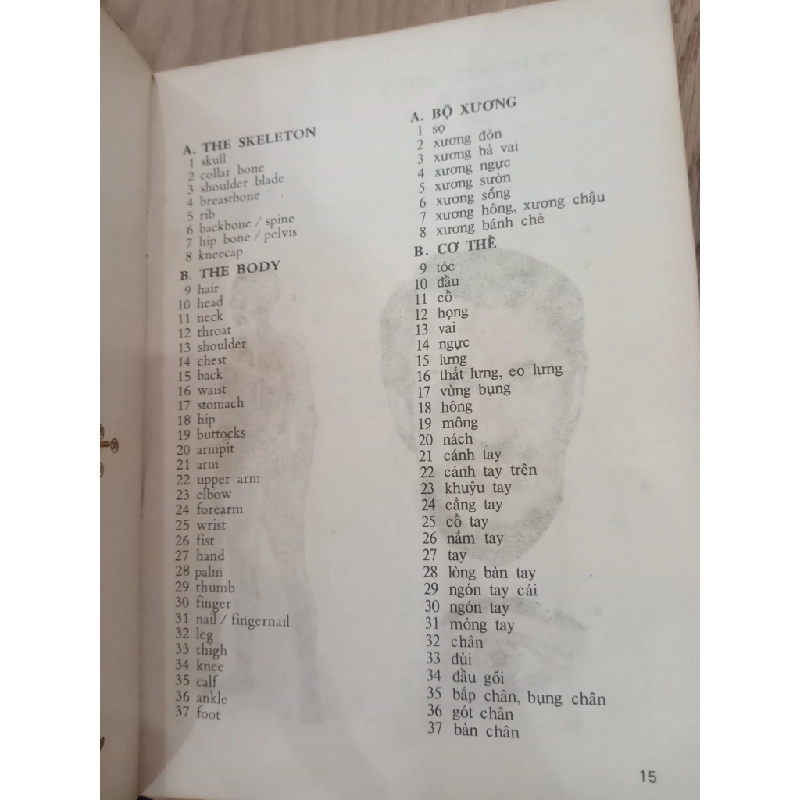 A. THE SKELETON
1 skull
2 collar bone
3 shoulder blade
4 breastbone
5 rib
6 backbone / spine
7 hip bone / pelvis
8 kneecap
B. THE BODY
9 hair
10 head
11 neck
12 throat
13 shoulder
14 chest
15 back
16 waist
17 stomach
18 hip
19 buttocks
20 armpit
21 arm
22 upper arm
23 elbow
24 forearm
25 wrist
26 fist
27 hand
28 palm
29 thumb
30 finger
31 nail / fingernail
32 leg
33 thigh
34 knee
35 calf
36 ankle
37 foot
A. BỘ XƯƠNG
1 sọ
2 xương đòn
3 xương bả vai
4 xương ngực
5 xương sườn
6 xương sống
7 xương hông, xương chậu
8 xương bánh chè
B. CƠ THỂ
9 tóc
10 đầu
11 cổ
12 họng
13 vai
14 ngực
15 lưng
16 thắt lưng, eo lưng
17 vùng bụng
18 hông
19 mông
20 nách
21 cánh tay
22 cánh tay trên
23 khuỷu tay
24 cẳng tay
25 cổ tay
26 nắm tay
27 tay
28 lòng bàn tay
29 ngón tay cái
30 ngón tay
31 móng tay
32 chân
33 đùi
34 đầu gối
35 bắp chân, bụng chân
36 gót chân
37 bàn chân
15